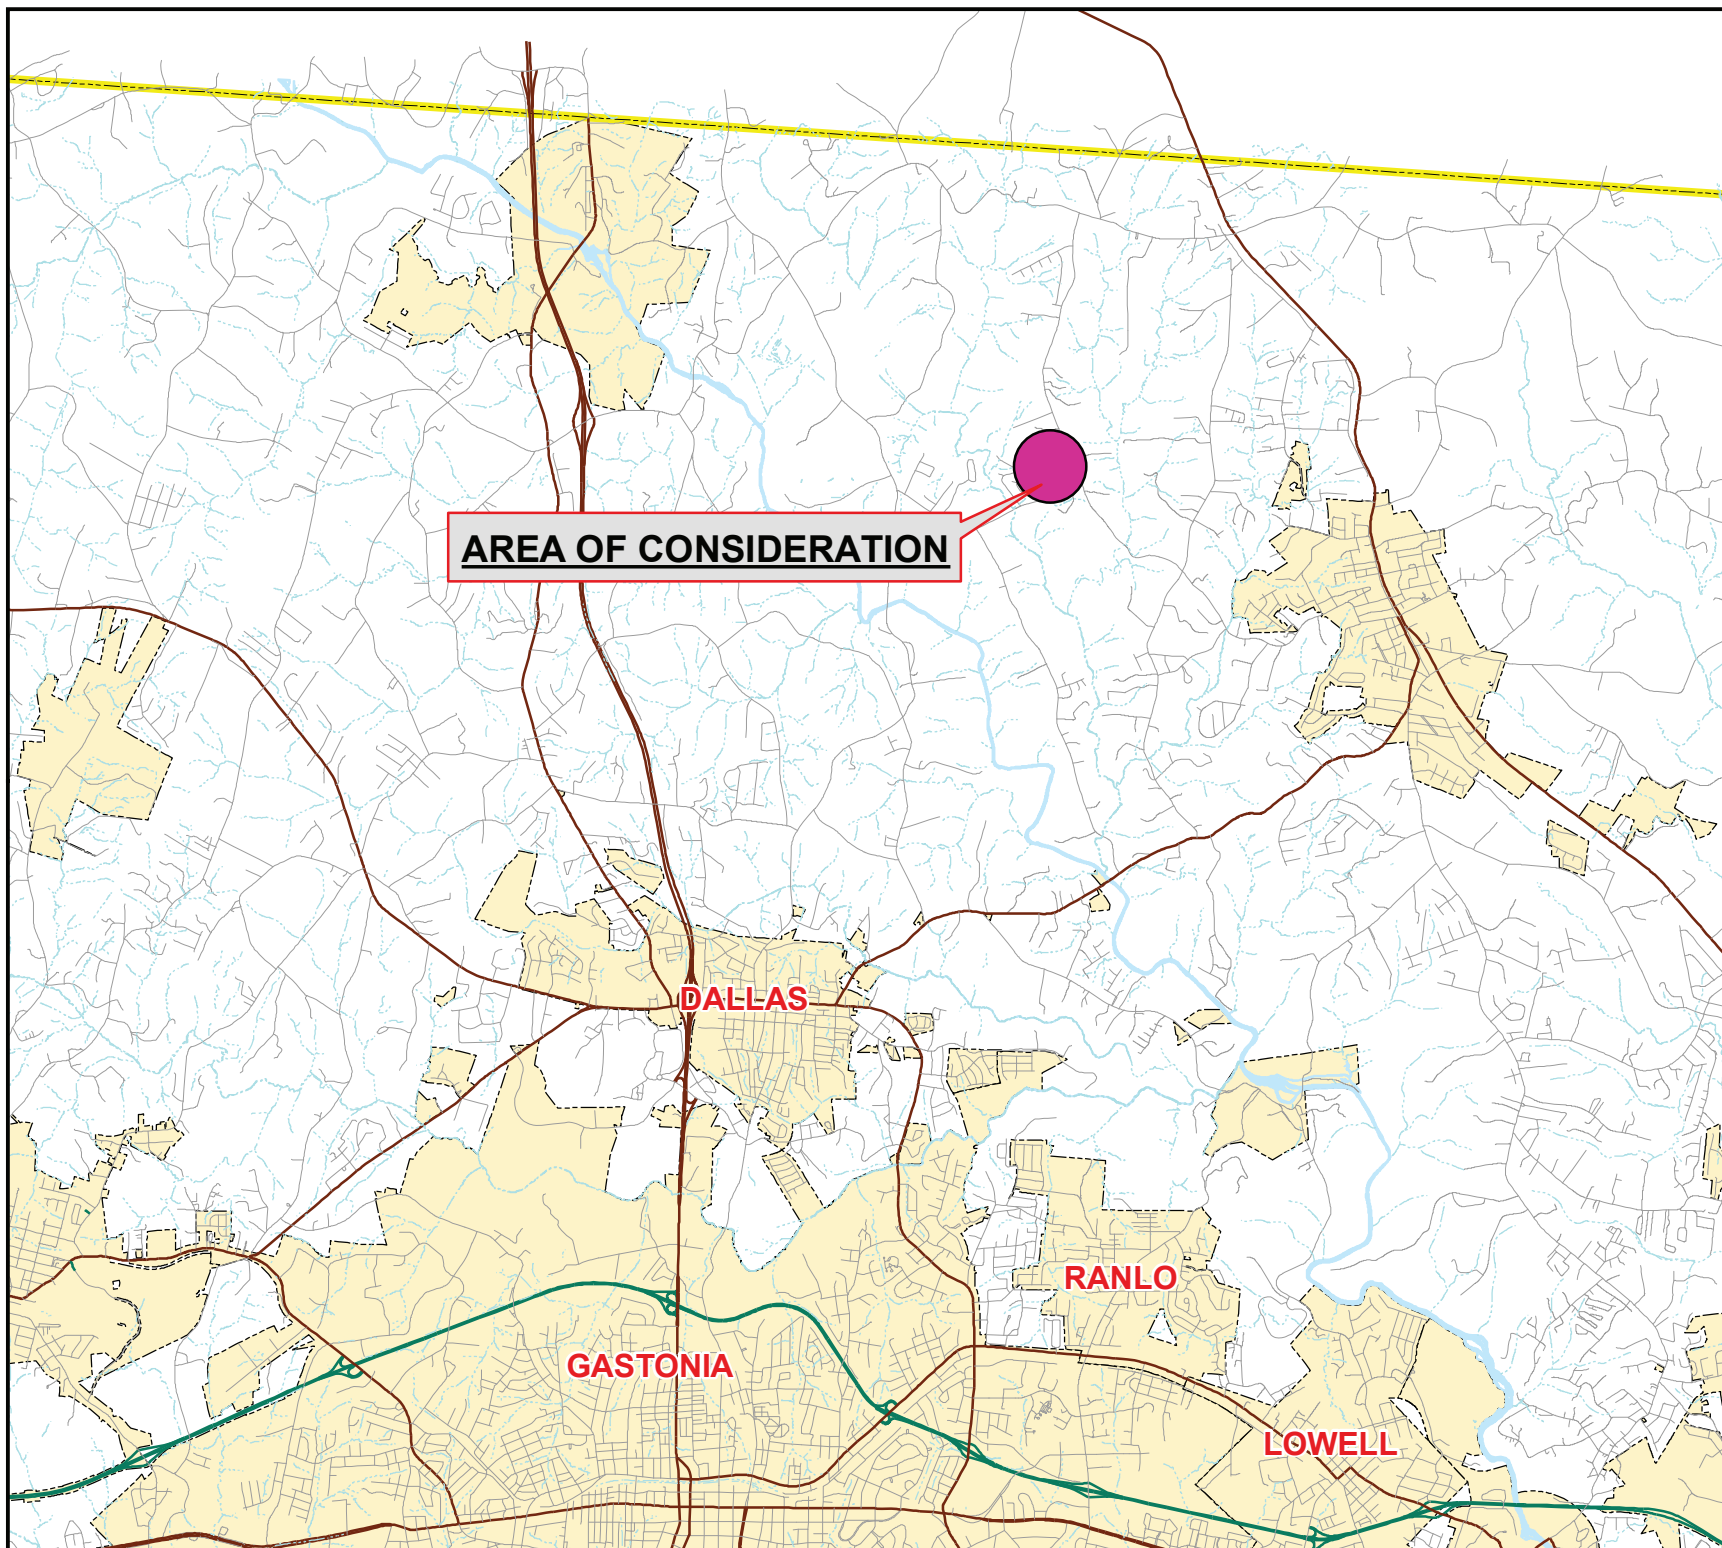 AREA OF CONSIDERATION
DALLAS
RANLO
GASTONIA
LOWELL